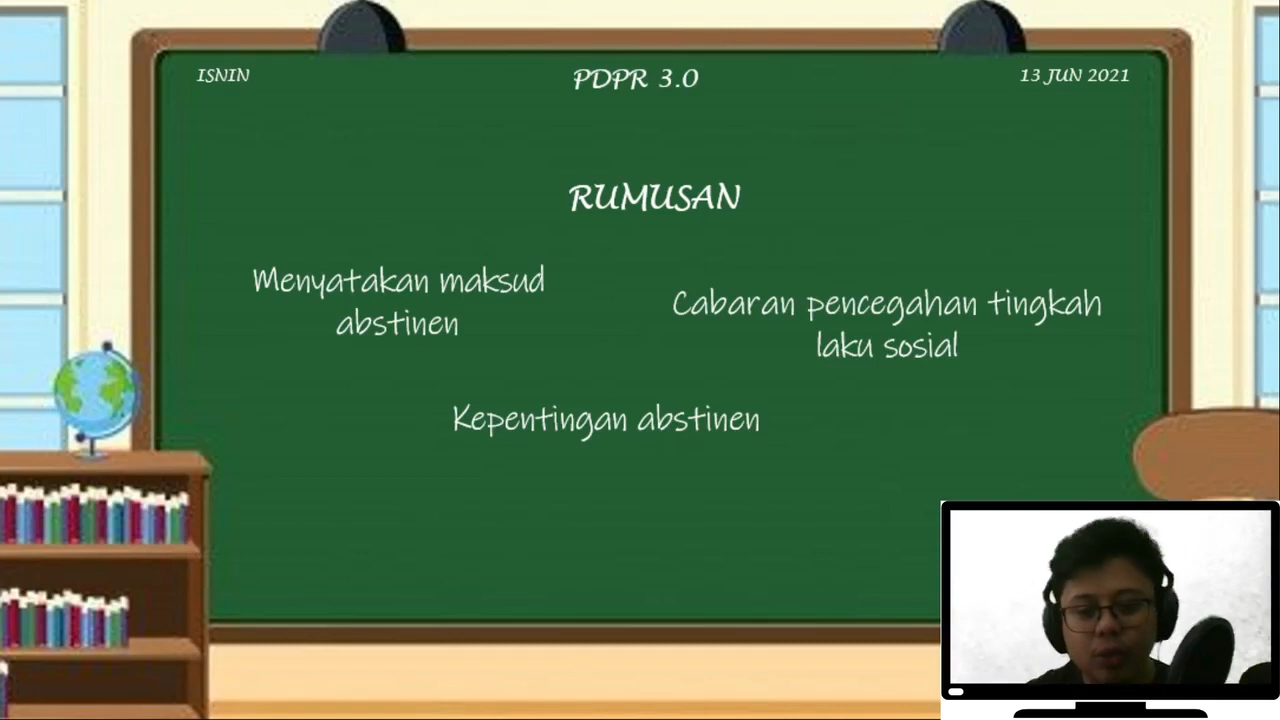 ISNIN
PDPR 3.0
13 JUN 2021
RUMUSAN
Menyatakan maksud
abstinen
Cabaran pencegahan tingkah
laku sosial
Kepentingan abstinen